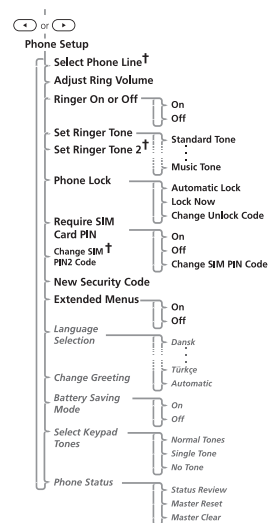 or
Phone Setup
Select Phone Line†
Adjust Ring Volume
Ringer On or Off
On
Off
Set Ringer Tone
Standard Tone
Set Ringer Tone 2†
Music Tone
Phone Lock
Automatic Lock
Lock Now
Change Unlock Code
Require SIM
Card PIN
On
Off
Change SIM PIN Code
Change SIM †
PIN2 Code
New Security Code
Extended Menus
On
Off
Language
Selection
Dansk
Türkçe
Automatic
Change Greeting
Battery Saving
Mode
On
Off
Select Keypad
Tones
Normal Tones
Single Tone
No Tone
Phone Status
Status Review
Master Reset
Master Clear